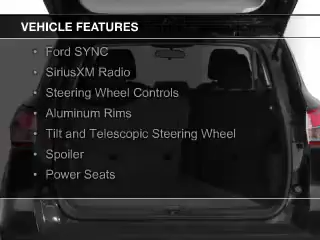 VEHICLE FEATURES
• Ford SYNC
• SiriusXM Radio
• Steering Wheel Controls
• Aluminum Rims
• Tilt and Telescopic Steering Wheel
• Spoiler
• Power Seats